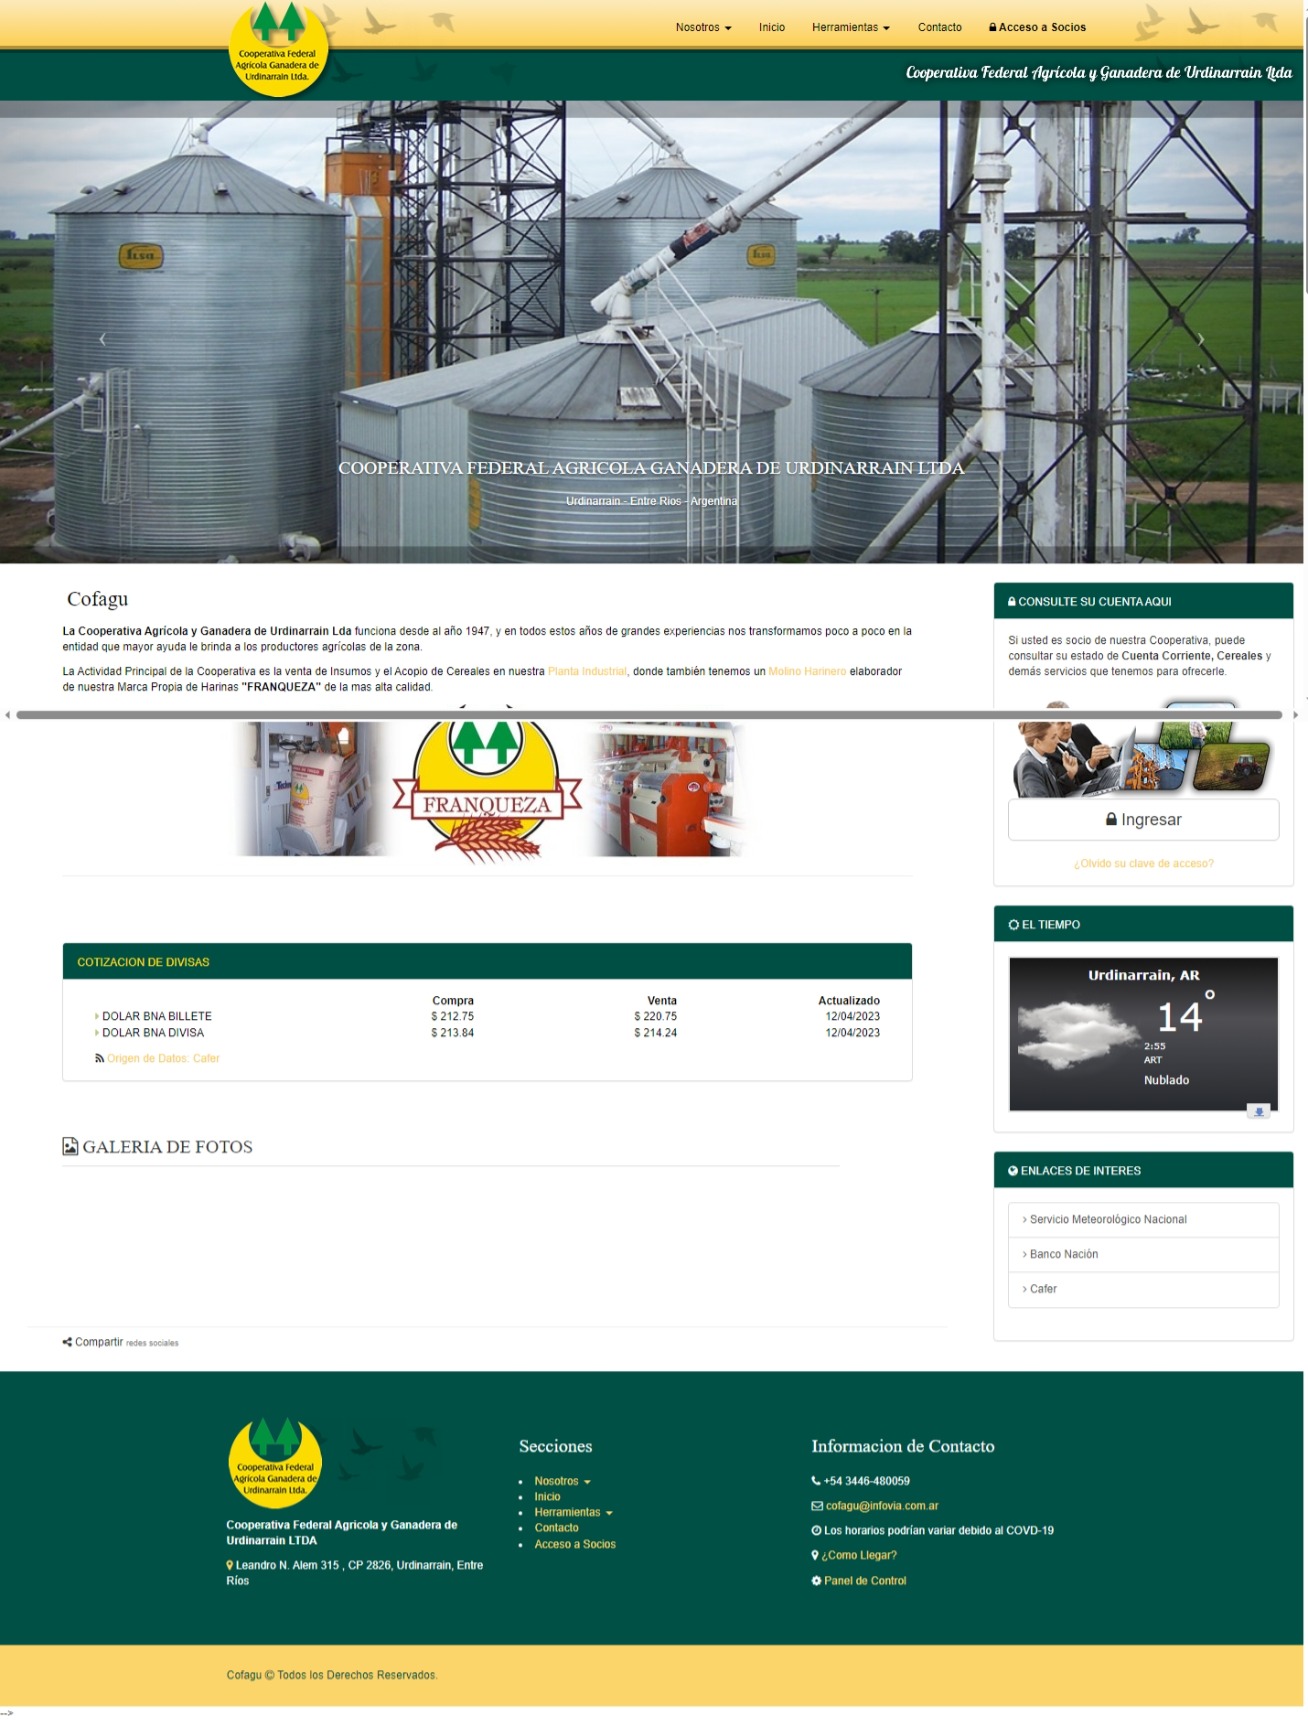 Cooperativa Federal
Agrícola Ganadera de
Urdinarrain Ltda.
Nosotros
Inicio
Herramientas
Contacto
Acceso a Socios
Cooperativa Federal Agrícola y Ganadera de Urdinarrain Ltda
ILSA
ILSA
COOPERATIVA FEDERAL AGRICOLA GANADERA DE URDINARRAIN LTDA
Urdinarrain - Entre Rios - Argentina
Cofagu
La Cooperativa Agrícola y Ganadera de Urdinarrain Lda funciona desde al año 1947, y en todos estos años de grandes experiencias nos transformamos poco a poco en la
entidad que mayor ayuda le brinda a los productores agrícolas de la zona.
La Actividad Principal de la Cooperativa es la venta de Insumos y el Acopio de Cereales en nuestra Planta Industrial, donde también tenemos un Molino Harinero elaborador
de nuestra Marca Propia de Harinas "FRANQUEZA" de la mas alta calidad.
FRANQUEZA
COTIZACION DE DIVISAS
Compra Venta Actualizado
DOLAR BNA BILLETE $ 212.75 $ 220.75 12/04/2023
DOLAR BNA DIVISA $ 213.84 $ 214.24 12/04/2023
Origen de Datos: Cafer
GALERIA DE FOTOS
Compartir redes sociales
CONSULTE SU CUENTA AQUI
Si usted es socio de nuestra Cooperativa, puede
consultar su estado de Cuenta Corriente, Cereales y
demás servicios que tenemos para ofrecerle.
Ingresar
¿Olvido su clave de acceso?
EL TIEMPO
Urdinarrain, AR
14°
2:55
ART
Nublado
ENLACES DE INTERES
> Servicio Meteorológico Nacional
> Banco Nación
> Cafer
Cooperativa Federal
Agrícola Ganadera de
Urdinarrain Ltda.
Cooperativa Federal Agricola y Ganadera de
Urdinarrain LTDA
Leandro N. Alem 315 , CP 2826, Urdinarrain, Entre
Ríos
Secciones
• Nosotros
• Inicio
• Herramientas
• Contacto
• Acceso a Socios
Informacion de Contacto
+54 3446-480059
cofagu@infovia.com.ar
Los horarios podrían variar debido al COVD-19
¿Como Llegar?
Panel de Control
Cofagu © Todos los Derechos Reservados.
-->